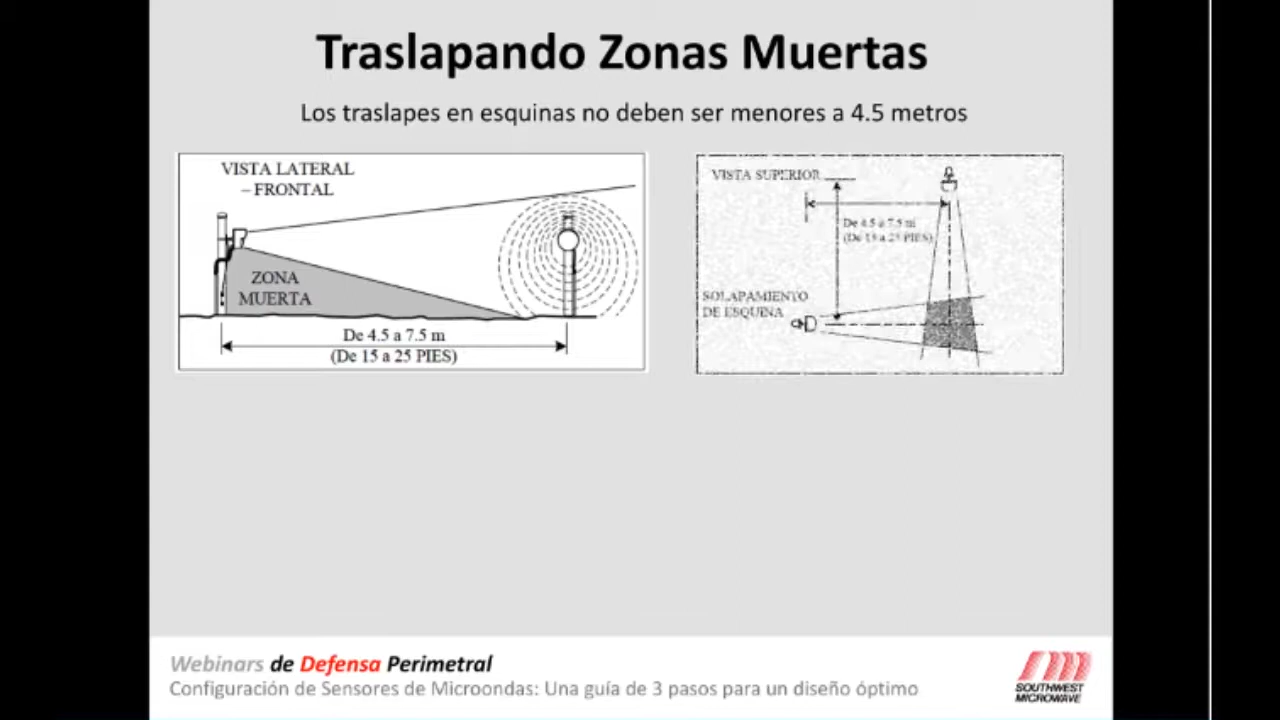 Traslapando Zonas Muertas
Los traslapes en esquinas no deben ser menores a 4.5 metros
VISTA LATERAL
– FRONTAL
ZONA
MUERTA
De 4.5 a 7.5 m
(De 15 a 25 PIES)
VISTA SUPERIOR
De 4.5 a 7.5 m
(De 15 a 25 PIES)
SOLAPAMIENTO
DE ESQUINA
Webinars de Defensa Perimetral
Configuración de Sensores de Microondas: Una guía de 3 pasos para un diseño óptimo
SOUTHWEST
MICROWAVE